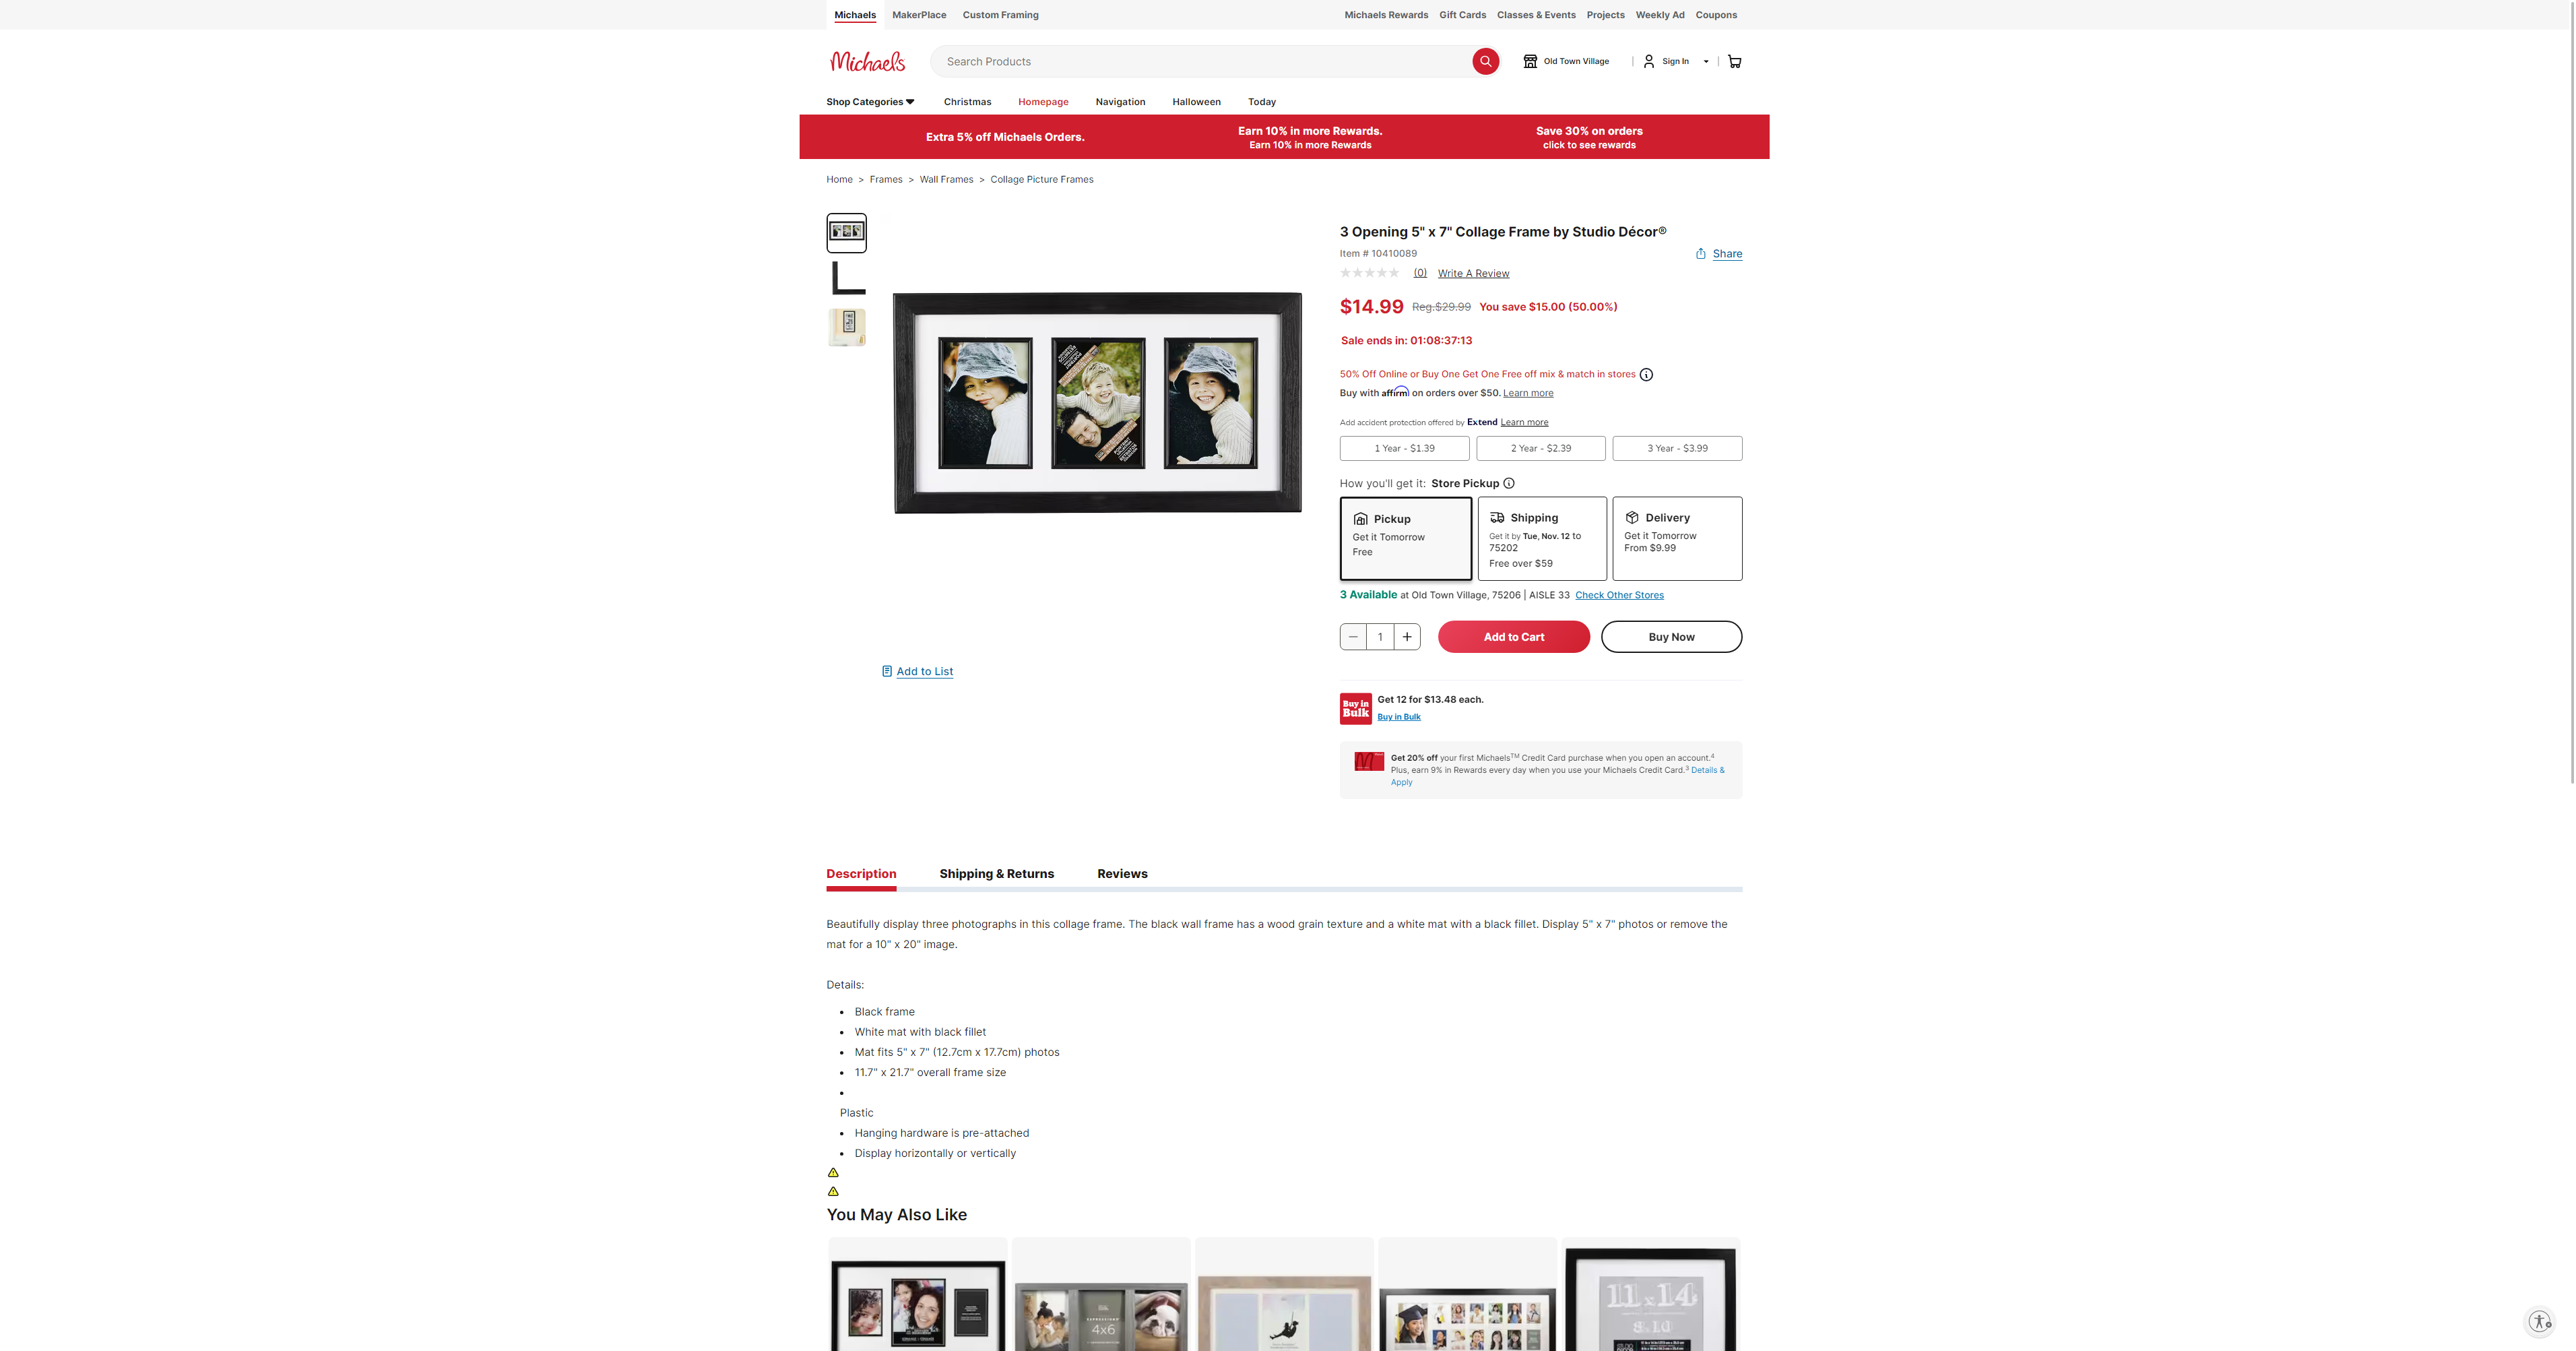 Michaels MakerPlace Custom Framing Michaels Rewards Gift Cards Classes & Events Projects Weekly Ad Coupons
Michaels Search Products Old Town Village | Sign In |
Shop Categories Christmas Homepage Navigation Halloween Today
Extra 5% off Michaels Orders. Earn 10% in more Rewards. Save 30% on orders
Earn 10% in more Rewards click to see rewards
Home > Frames > Wall Frames > Collage Picture Frames
3 Opening 5" x 7" Collage Frame by Studio Décor®
Item # 10410089 Share
(0) Write A Review
$14.99 Reg.$29.99 You save $15.00 (50.00%)
Sale ends in: 01:08:37:13
50% Off Online or Buy One Get One Free off mix & match in stores
Buy with affirm on orders over $50. Learn more
Add accident protection offered by Extend Learn more
1 Year - $1.39 2 Year - $2.39 3 Year - $3.99
How you'll get it: Store Pickup
Pickup
Get it Tomorrow
Free
Shipping
Get it by Tue, Nov. 12 to
75202
Free over $59
Delivery
Get it Tomorrow
From $9.99
3 Available at Old Town Village, 75206 | AISLE 33 Check Other Stores
1 Add to Cart Buy Now
Add to List
Buy in
Bulk
Get 12 for $13.48 each.
Buy in Bulk
Get 20% off your first Michaels™ Credit Card purchase when you open an account.⁴
Plus, earn 9% in Rewards every day when you use your Michaels Credit Card.³ Details &
Apply
Description Shipping & Returns Reviews
Beautifully display three photographs in this collage frame. The black wall frame has a wood grain texture and a white mat with a black fillet. Display 5" x 7" photos or remove the
mat for a 10" x 20" image.
Details:
• Black frame
• White mat with black fillet
• Mat fits 5" x 7" (12.7cm x 17.7cm) photos
• 11.7" x 21.7" overall frame size
•
Plastic
• Hanging hardware is pre-attached
• Display horizontally or vertically
You May Also Like
EXPRESSIONS
4x6
11x14
8x10